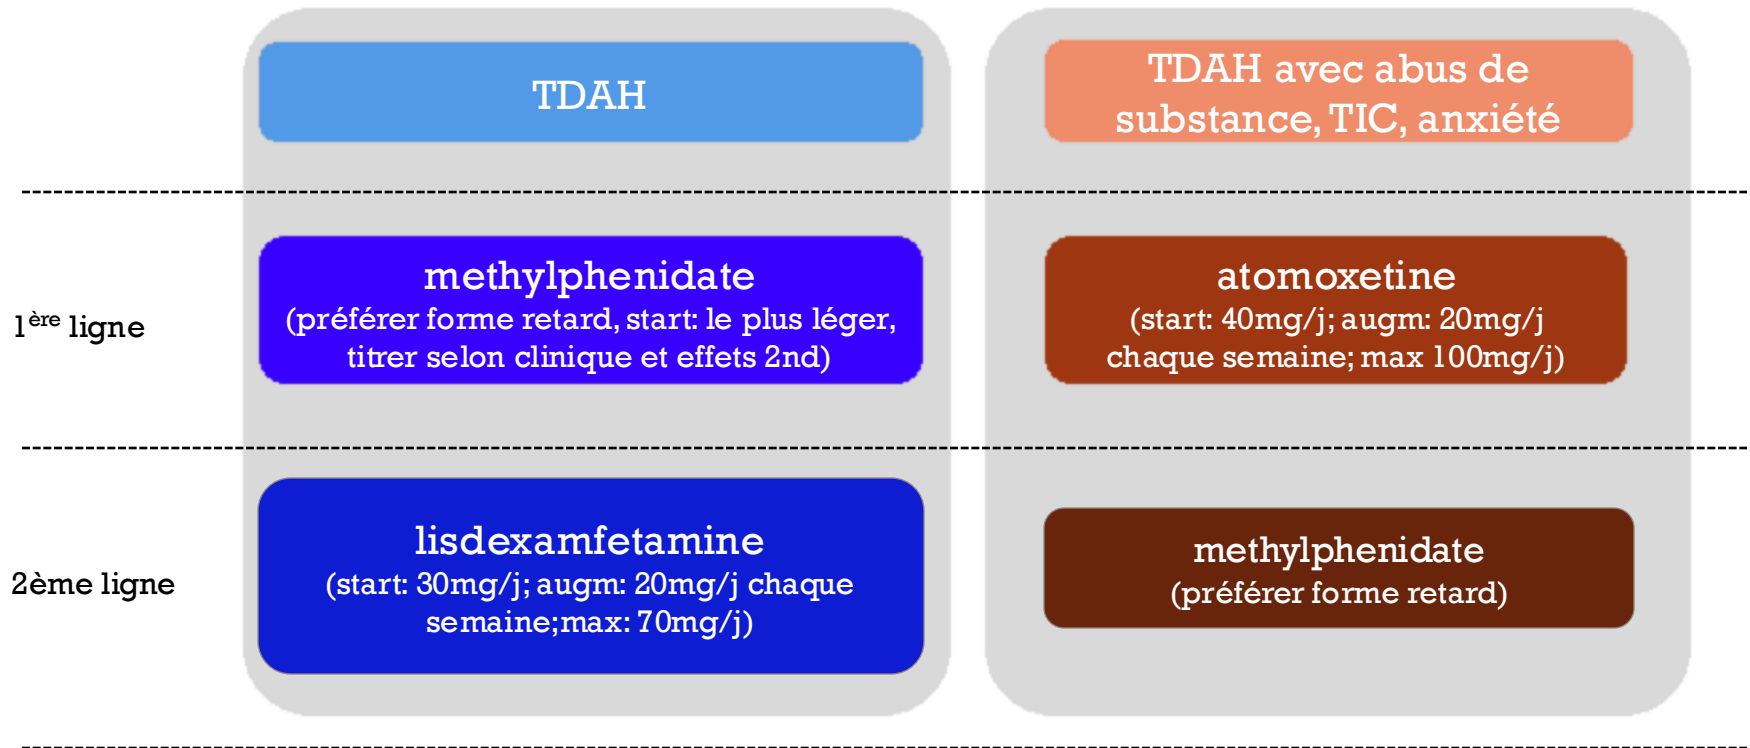 TDAH
TDAH avec abus de
substance, TIC, anxiété
1ère ligne
methylphenidate
(préférer forme retard, start: le plus léger,
titrer selon clinique et effets 2nd)
atomoxetine
(start: 40mg/j; augm: 20mg/j
chaque semaine; max 100mg/j)
2ème ligne
lisdexamfetamine
(start: 30mg/j; augm: 20mg/j chaque
semaine;max: 70mg/j)
methylphenidate
(préférer forme retard)